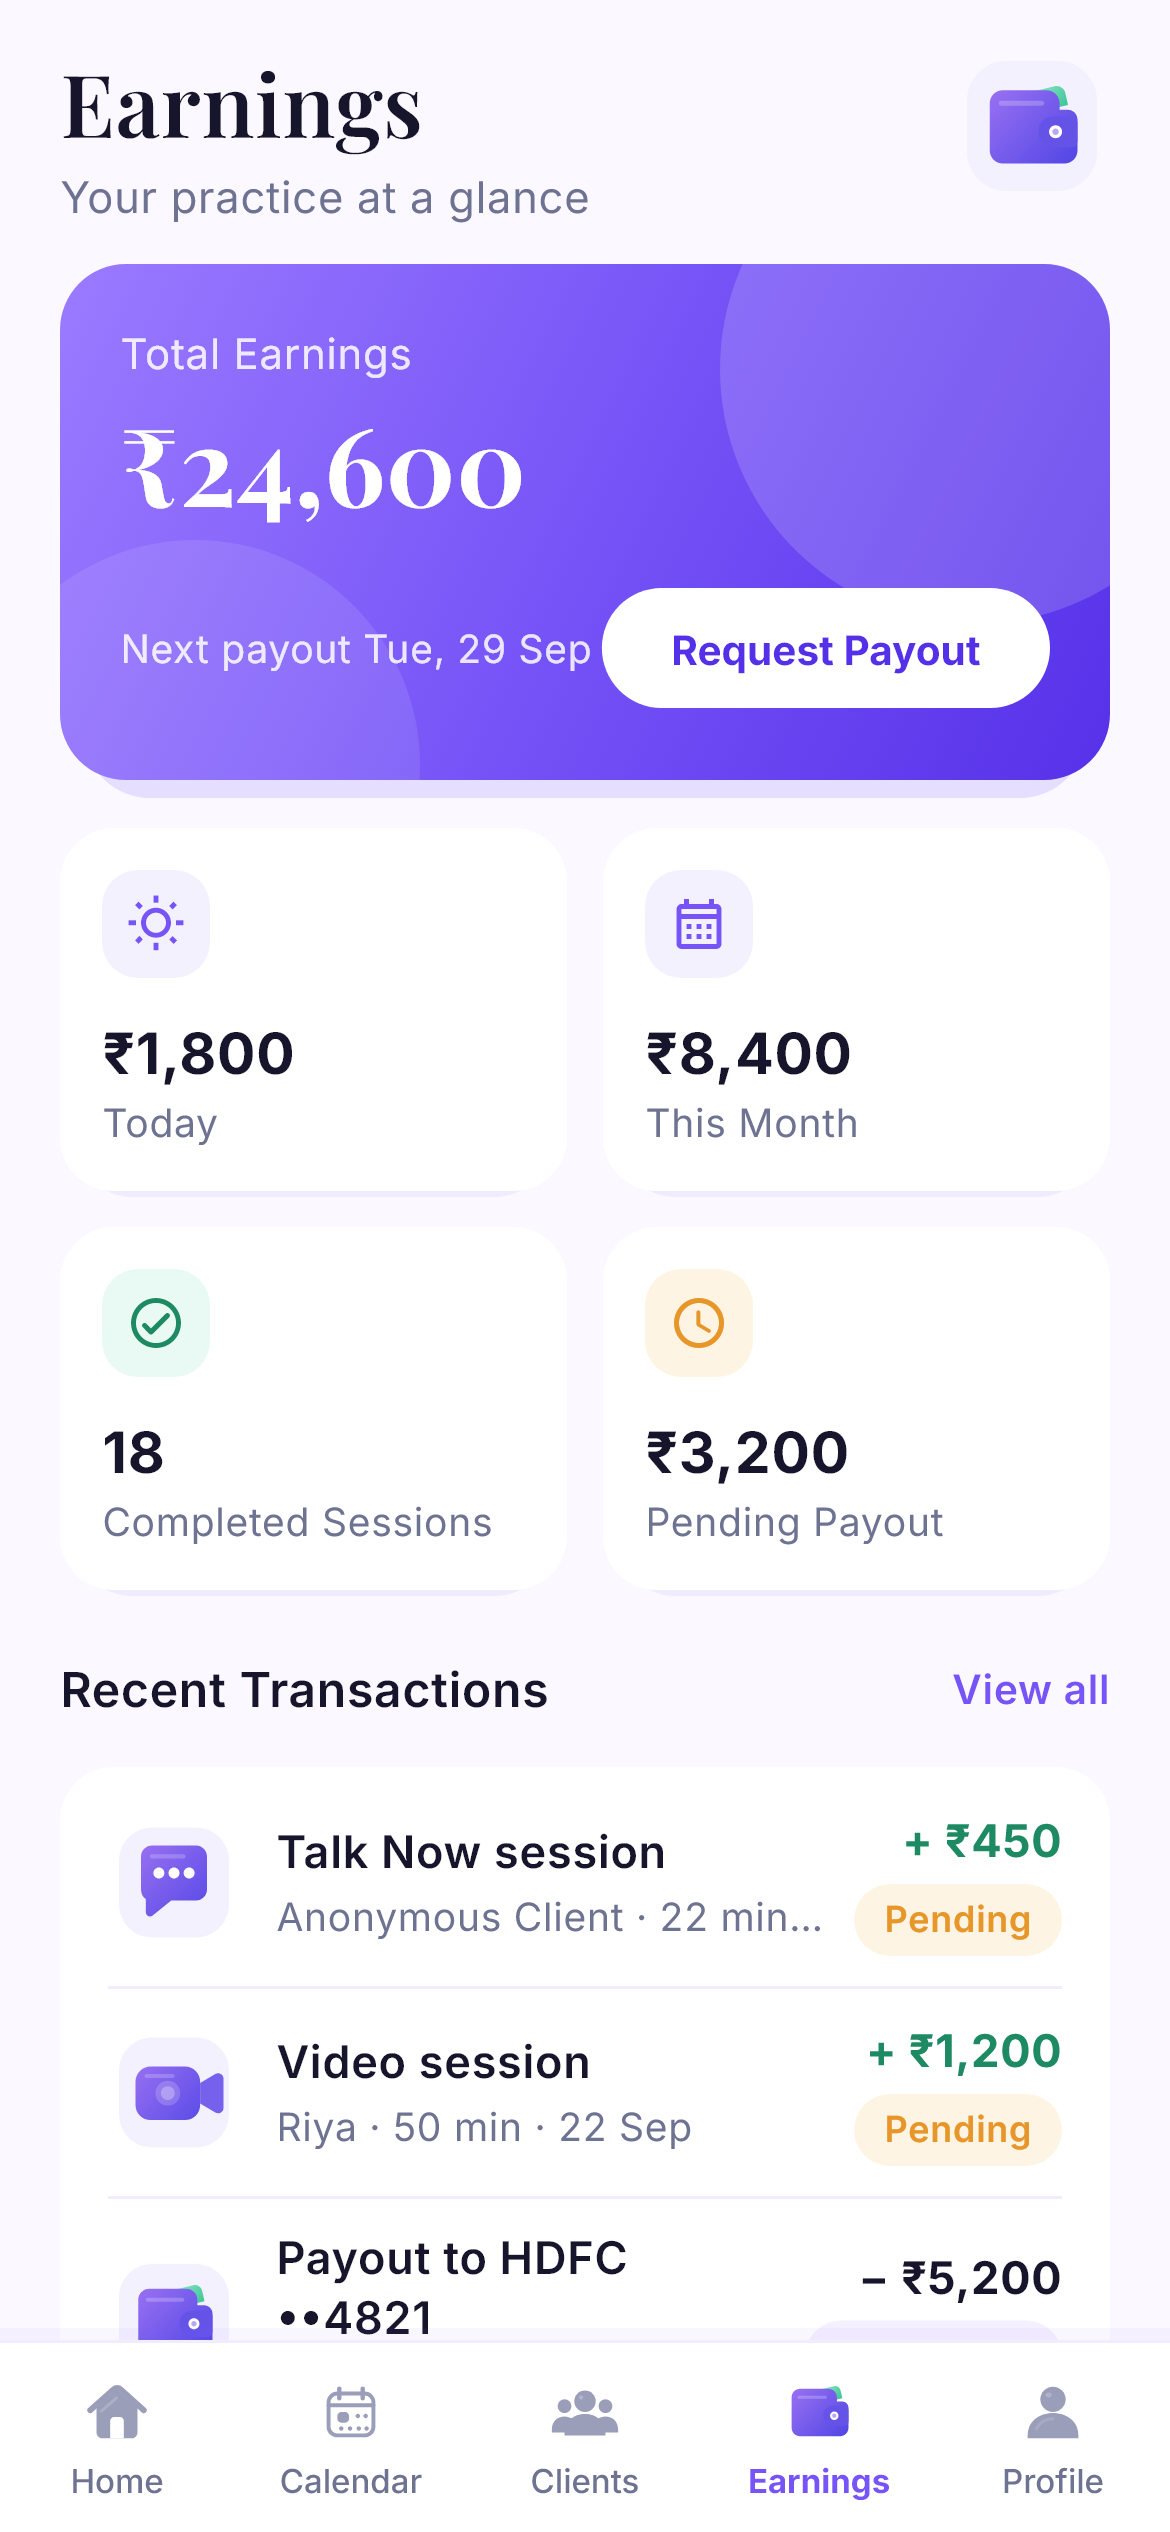 Earnings
Your practice at a glance
Total Earnings
₹24,600
Next payout Tue, 29 Sep
Request Payout
₹1,800
Today
₹8,400
This Month
18
Completed Sessions
₹3,200
Pending Payout
Recent Transactions
View all
Talk Now session
+ ₹450
Anonymous Client · 22 min...
Pending
Video session
+ ₹1,200
Riya · 50 min · 22 Sep
Pending
Payout to HDFC
••4821
– ₹5,200
Home
Calendar
Clients
Earnings
Profile